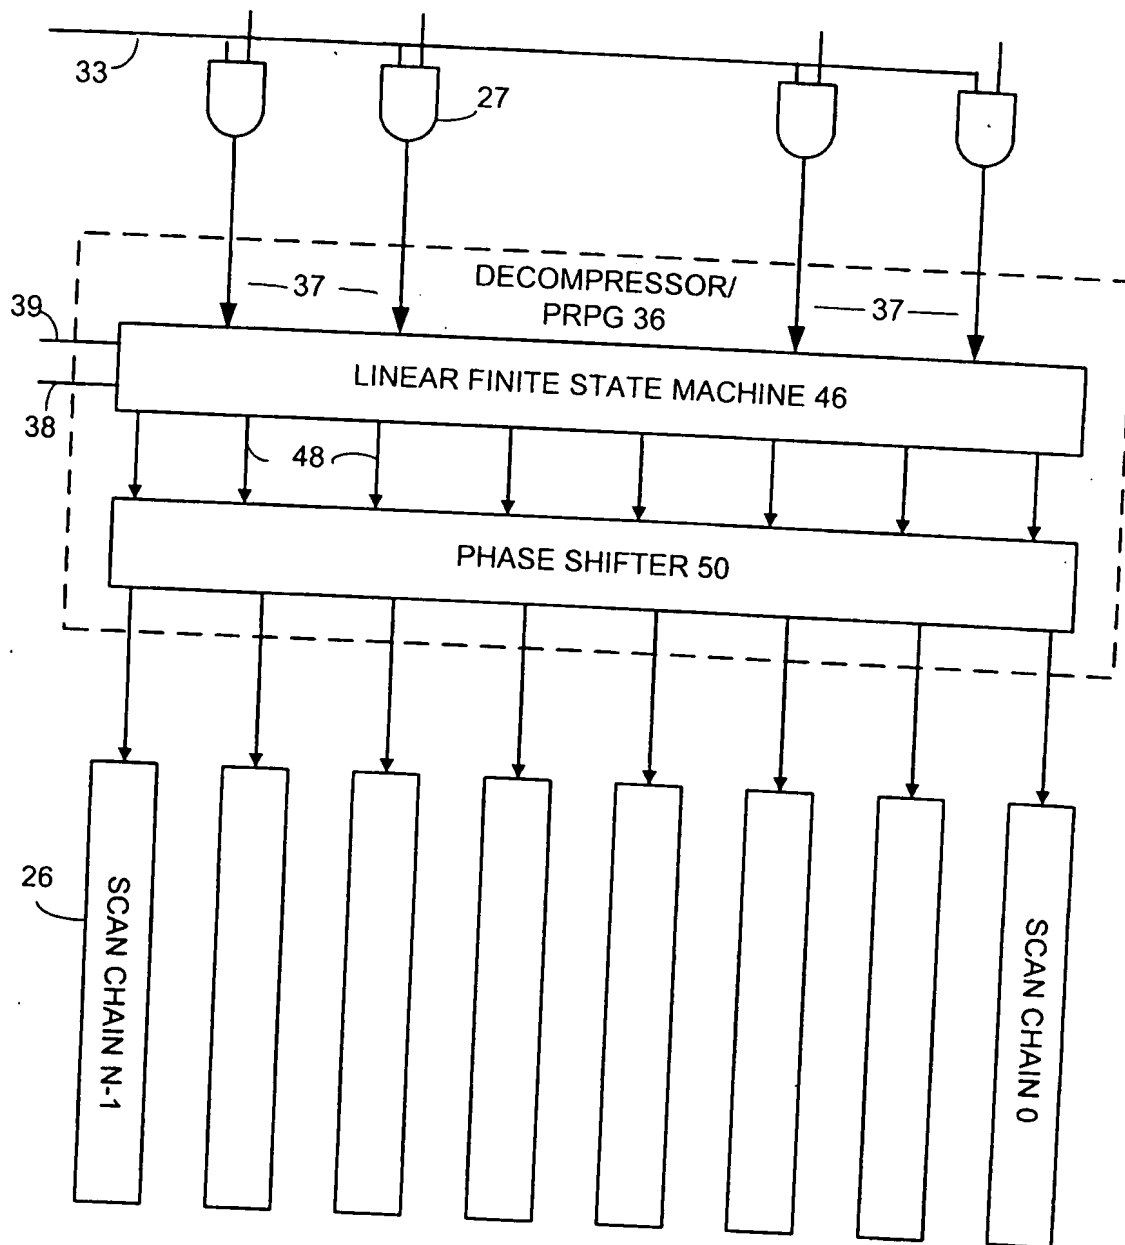 33
27
37
DECOMPRESSOR/
PRPG 36
37
39
LINEAR FINITE STATE MACHINE 46
38
48
PHASE SHIFTER 50
26
SCAN CHAIN N-1
SCAN CHAIN 0